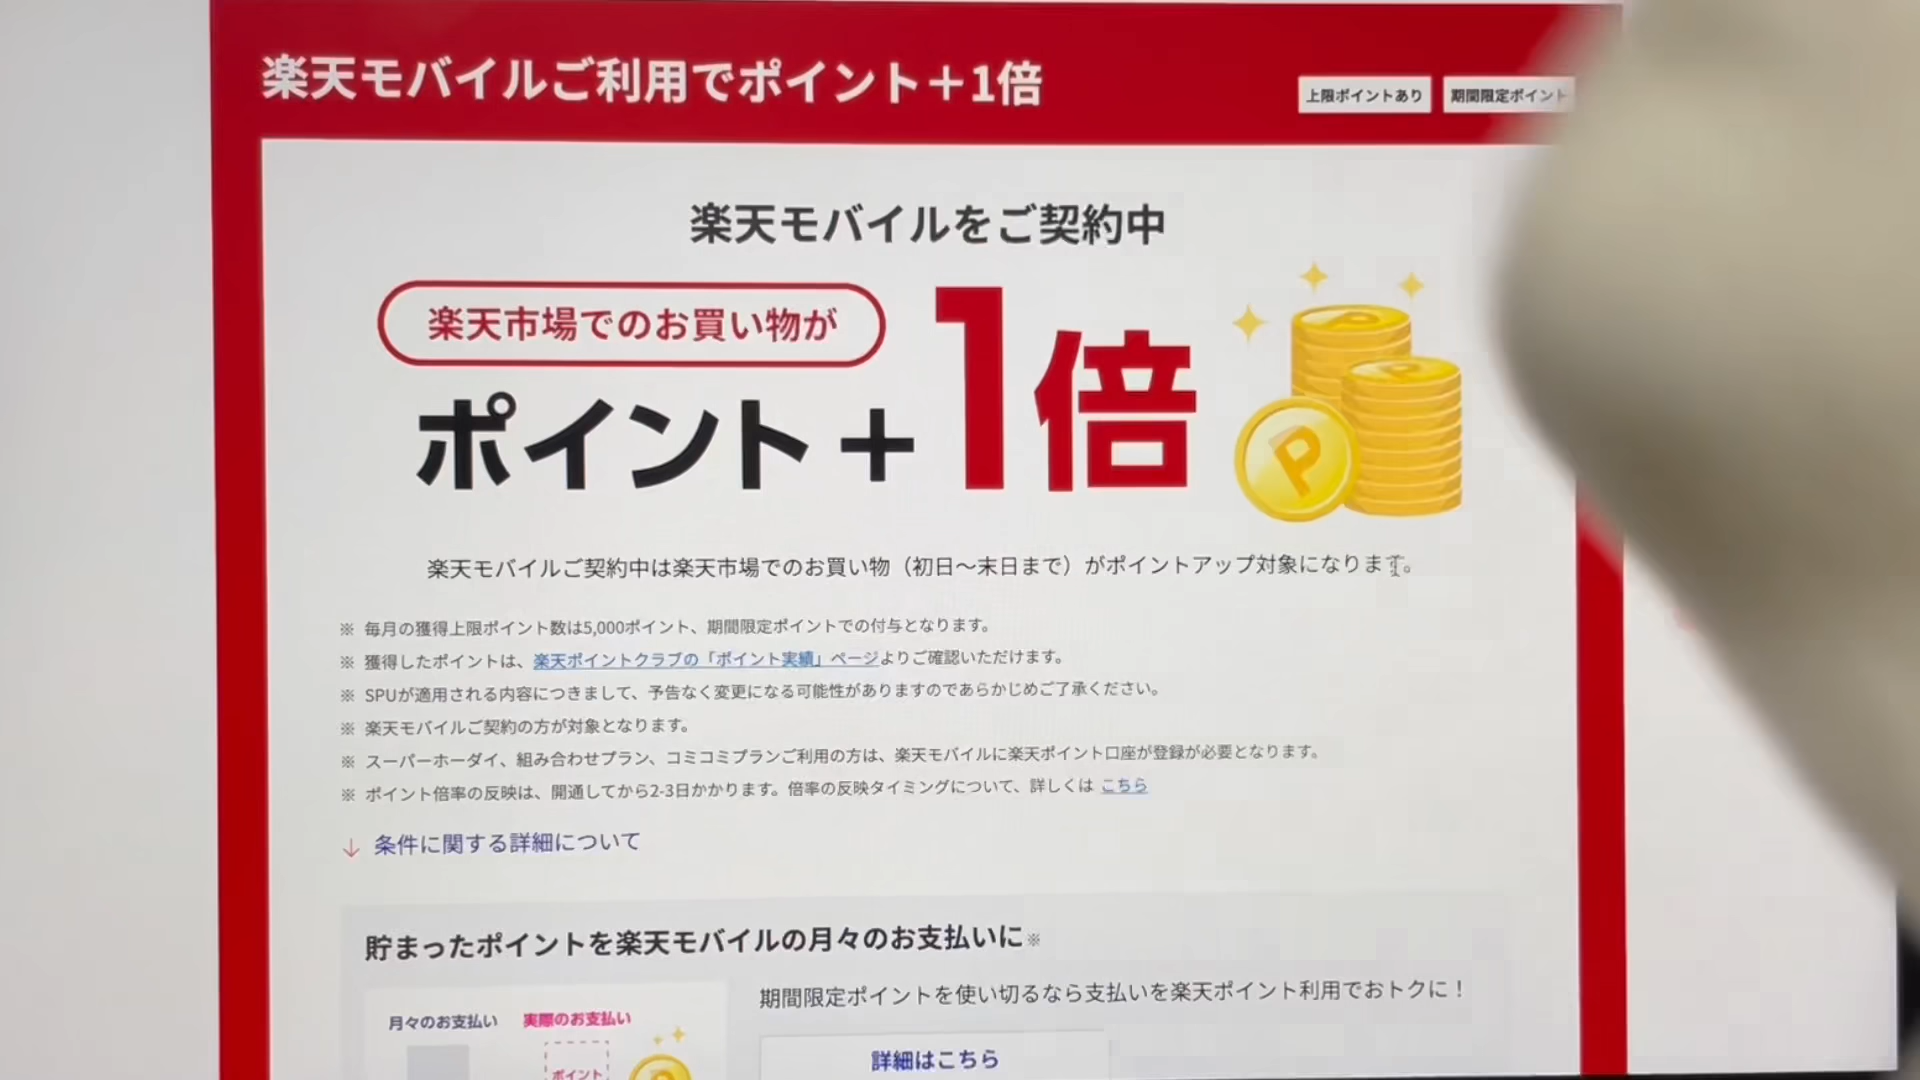 楽天モバイルご利用でポイント＋1倍
上限ポイントあり
期間限定ポイント
楽天モバイルをご契約中
楽天市場でのお買い物が
ポイント＋1倍
楽天モバイルご契約中は楽天市場でのお買い物（初日〜末日まで）がポイントアップ対象になります。
※ 毎月の獲得上限ポイント数は5,000ポイント、期間限定ポイントでの付与となります。
※ 獲得したポイントは、楽天ポイントクラブの「ポイント実績」ページよりご確認いただけます。
※ SPUが適用される内容につきまして、予告なく変更になる可能性がありますのであらかじめご了承ください。
※ 楽天モバイルご契約の方が対象となります。
※ スーパーホーダイ、組み合わせプラン、コミコミプランご利用の方は、楽天モバイルに楽天ポイント口座が登録が必要となります。
※ ポイント倍率の反映は、開通してから2-3日かかります。倍率の反映タイミングについて、詳しくは こちら
↓ 条件に関する詳細について
貯まったポイントを楽天モバイルの月々のお支払いに※
期間限定ポイントを使い切るなら支払いを楽天ポイント利用でおトクに！
月々のお支払い
実際のお支払い
ポイント
詳細はこちら